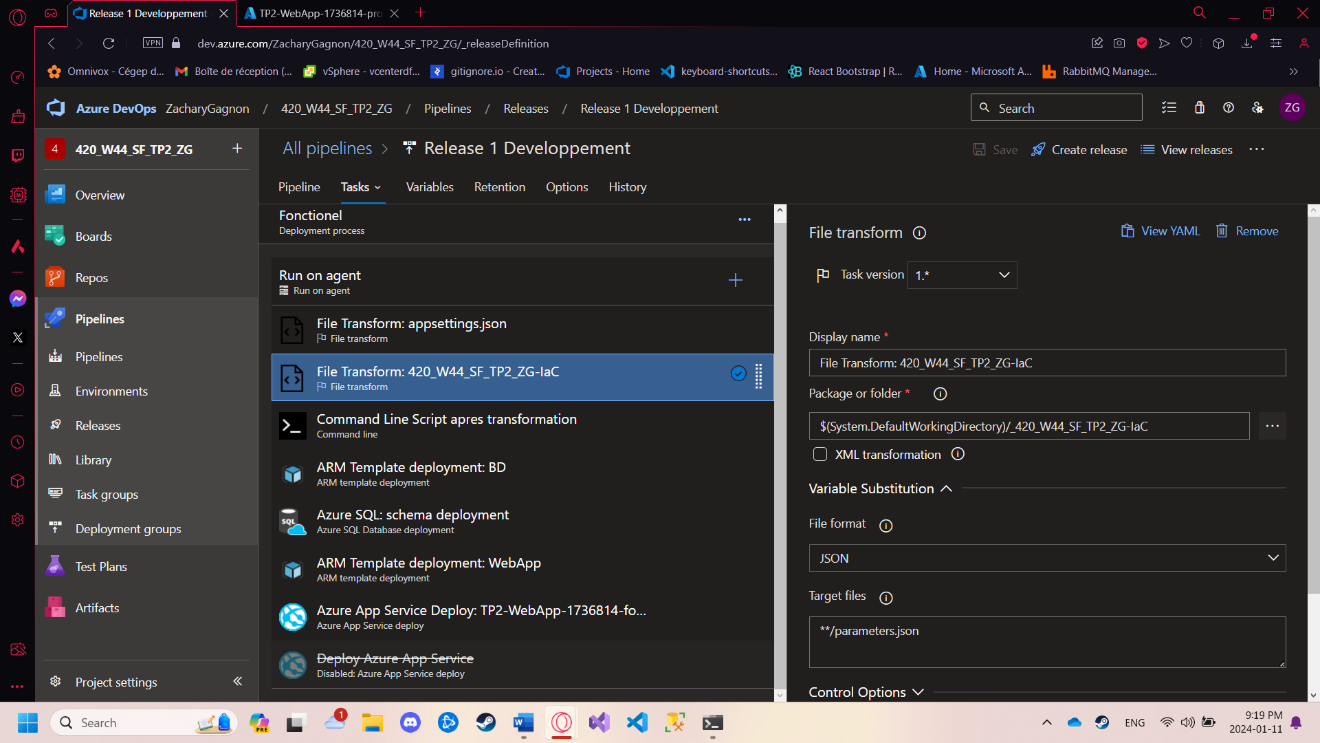 Release 1 Developpement
TP2-WebApp-1736814-pro
VPN
dev.azure.com/ZacharyGagnon/420_W44_SF_TP2_ZG/_releaseDefinition
Omnivox - Cégep d...
Boîte de réception (...
vSphere - vcenterdf...
gitignore.io - Creat...
Projects - Home
keyboard-shortcuts...
React Bootstrap | R...
Home - Microsoft A...
RabbitMQ Manage...
Azure DevOps ZacharyGagnon / 420_W44_SF_TP2_ZG / Pipelines / Releases / Release 1 Developpement
Search
ZG
4 420_W44_SF_TP2_ZG
Overview
Boards
Repos
Pipelines
Pipelines
Environments
Releases
Library
Task groups
Deployment groups
Test Plans
Artifacts
Project settings
All pipelines > Release 1 Developpement
Save
Create release
View releases
Pipeline Tasks Variables Retention Options History
Fonctionel
Deployment process
Run on agent
Run on agent
File Transform: appsettings.json
File transform
File Transform: 420_W44_SF_TP2_ZG-IaC
File transform
Command Line Script apres transformation
Command line
ARM Template deployment: BD
ARM template deployment
Azure SQL: schema deployment
Azure SQL Database deployment
ARM Template deployment: WebApp
ARM template deployment
Azure App Service Deploy: TP2-WebApp-1736814-fo...
Azure App Service deploy
Deploy Azure App Service
Disabled: Azure App Service deploy
File transform
View YAML
Remove
Task version 1.*
Display name *
File Transform: 420_W44_SF_TP2_ZG-IaC
Package or folder *
$(System.DefaultWorkingDirectory)/_420_W44_SF_TP2_ZG-IaC
XML transformation
Variable Substitution
File format
JSON
Target files
**/parameters.json
Control Options
Search
PRE
1
ENG
9:19 PM
2024-01-11